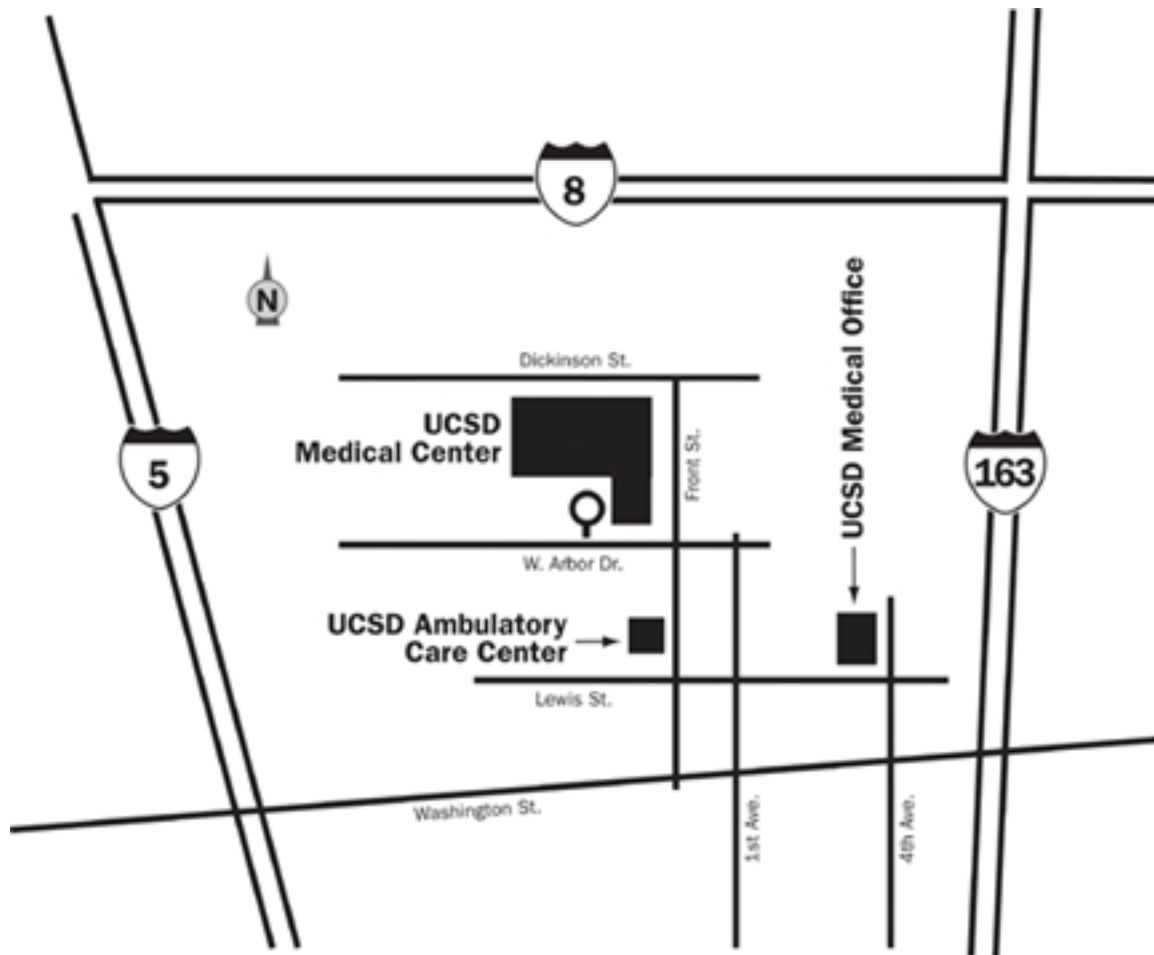 8
N
UCSD Medical Office
Dickinson St.
UCSD
Medical Center
Front St.
5
163
W. Arbor Dr.
UCSD Ambulatory
Care Center
Lewis St.
Washington St.
1st Ave.
4th Ave.